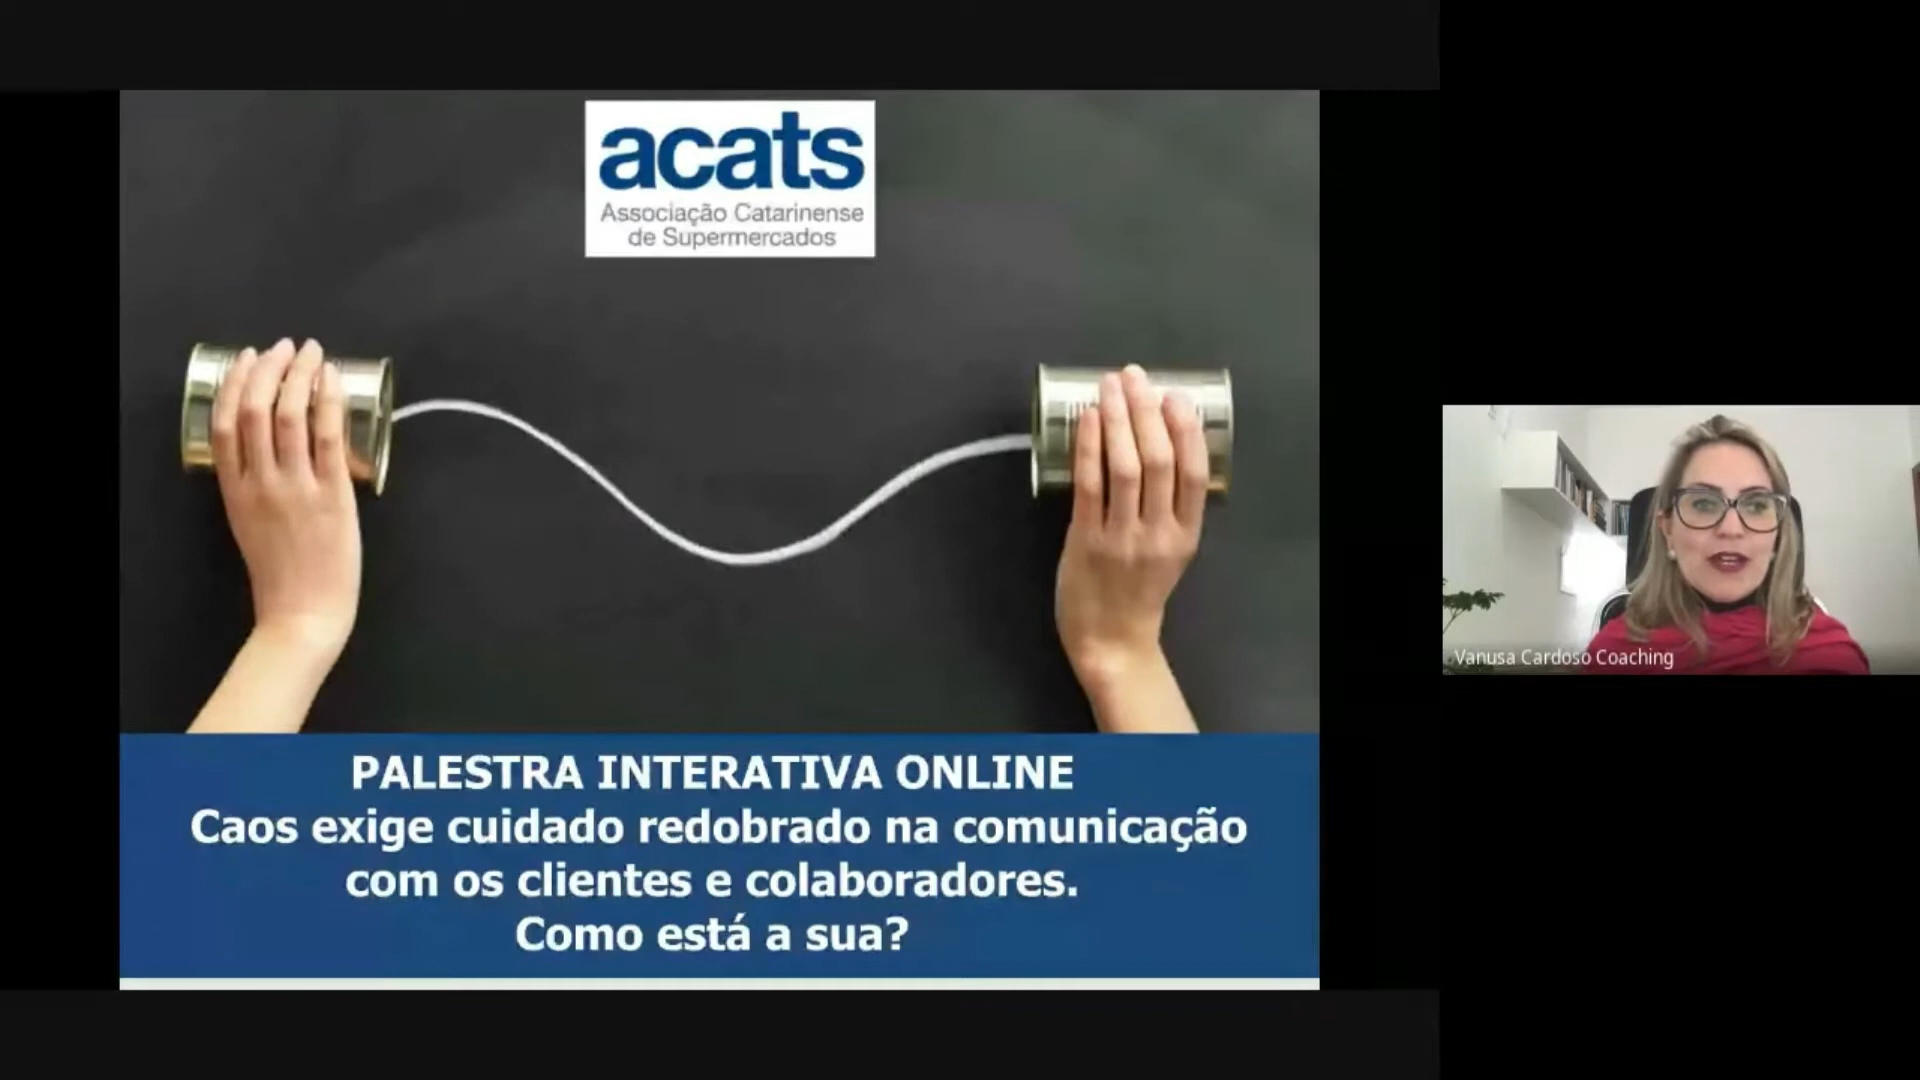 acats
Associação Catarinense
de Supermercados
PALESTRA INTERATIVA ONLINE
Caos exige cuidado redobrado na comunicação
com os clientes e colaboradores.
Como está a sua?
Vanusa Cardoso Coaching